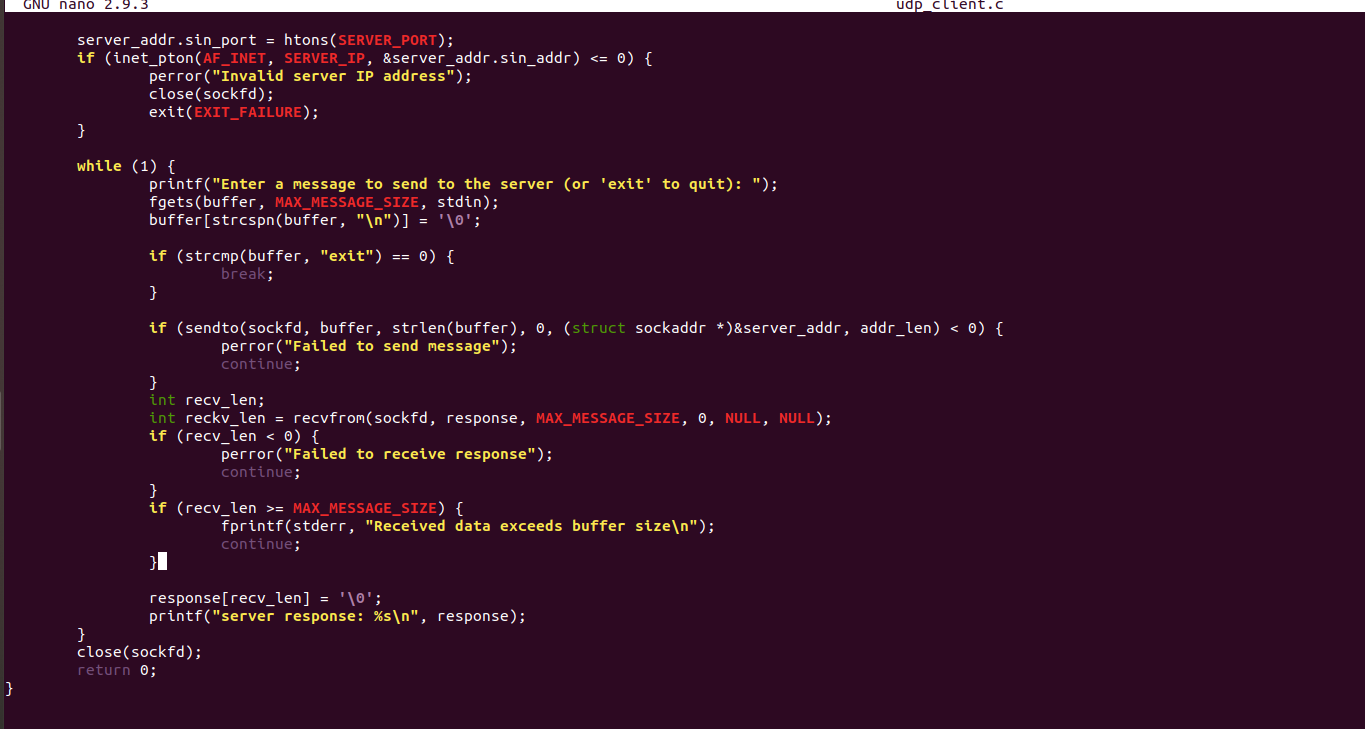 GNU nano 2.9.3 udp_client.c
server_addr.sin_port = htons(SERVER_PORT);
if (inet_pton(AF_INET, SERVER_IP, &server_addr.sin_addr) <= 0) {
perror("Invalid server IP address");
close(sockfd);
exit(EXIT_FAILURE);
}
while (1) {
printf("Enter a message to send to the server (or 'exit' to quit): ");
fgets(buffer, MAX_MESSAGE_SIZE, stdin);
buffer[strcspn(buffer, "\n")] = '\0';
if (strcmp(buffer, "exit") == 0) {
break;
}
if (sendto(sockfd, buffer, strlen(buffer), 0, (struct sockaddr *)&server_addr, addr_len) < 0) {
perror("Failed to send message");
continue;
}
int recv_len;
int reckv_len = recvfrom(sockfd, response, MAX_MESSAGE_SIZE, 0, NULL, NULL);
if (recv_len < 0) {
perror("Failed to receive response");
continue;
}
if (recv_len >= MAX_MESSAGE_SIZE) {
fprintf(stderr, "Received data exceeds buffer size\n");
continue;
}
response[recv_len] = '\0';
printf("server response: %s\n", response);
}
close(sockfd);
return 0;
}